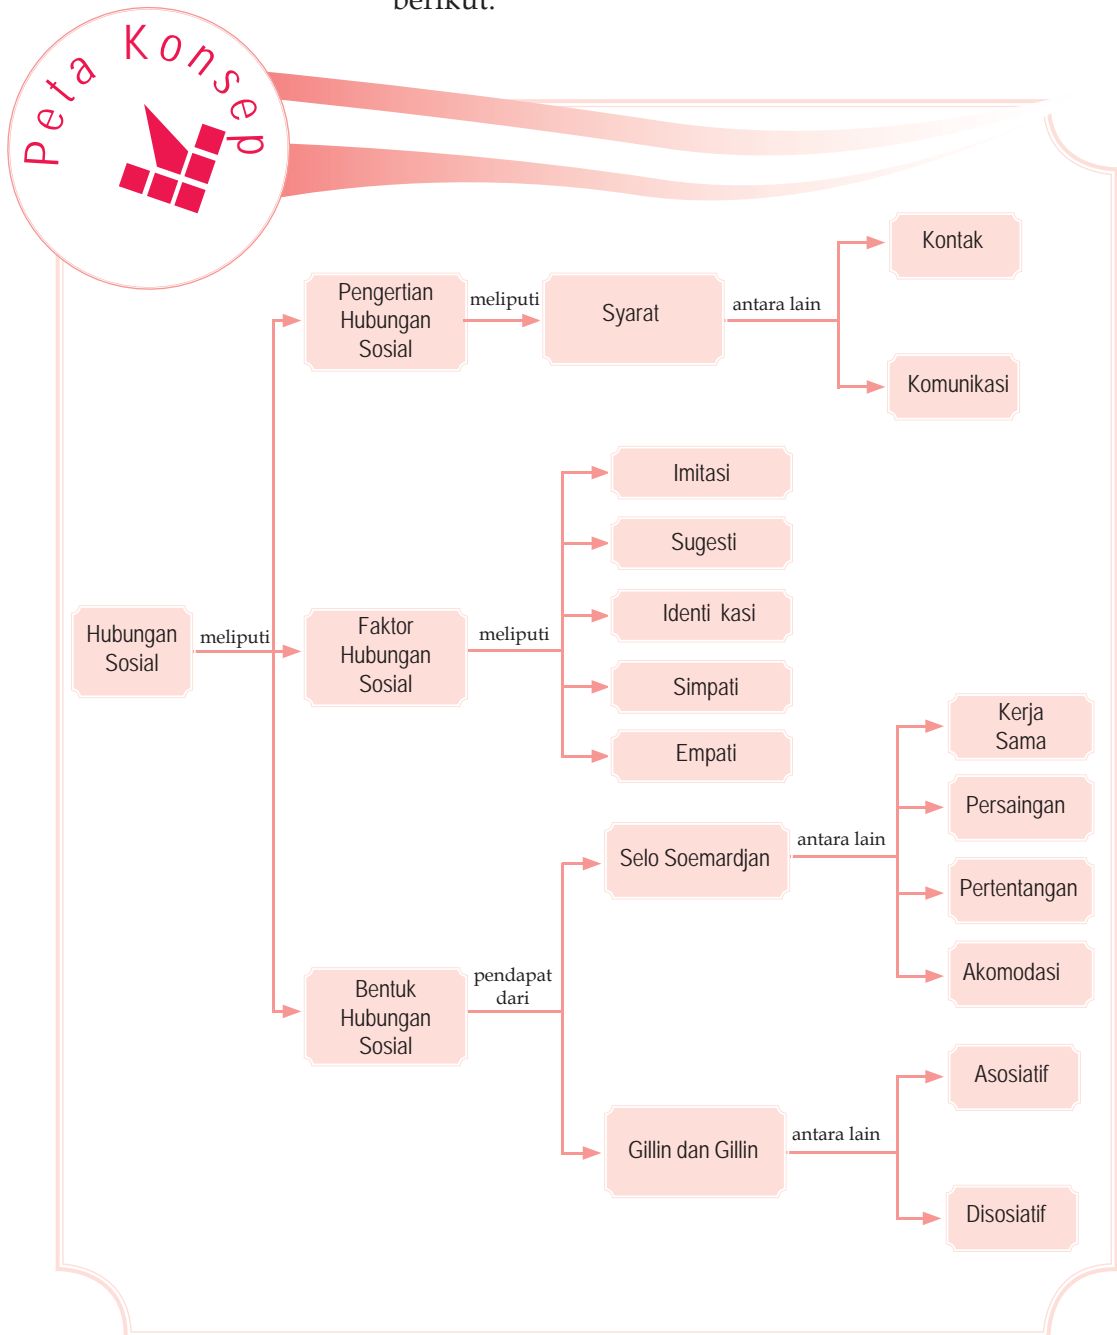 berikut.
Peta Konsep
Hubungan
Sosial
meliputi
Pengertian
Hubungan
Sosial
meliputi
Syarat
antara lain
Kontak
Komunikasi
Faktor
Hubungan
Sosial
meliputi
Imitasi
Sugesti
Identi kasi
Simpati
Empati
Bentuk
Hubungan
Sosial
pendapat
dari
Selo Soemardjan
antara lain
Kerja
Sama
Persaingan
Pertentangan
Akomodasi
Gillin dan Gillin
antara lain
Asosiatif
Disosiatif